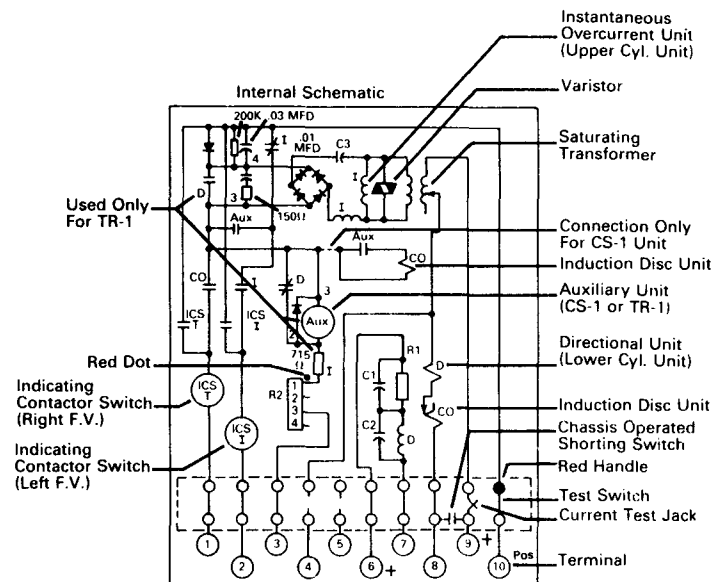 Internal Schematic
Instantaneous
Overcurrent Unit
(Upper Cyl. Unit)
Varistor
Saturating
Transformer
200K
.03 MFD
4
I
.01
MFD
C3
I
I
D
3
150Ω
Used Only
For TR-1
Aux
Connection Only
For CS-1 Unit
Aux
CO
Induction Disc Unit
CO
I
D
3
Aux
2
Auxiliary Unit
(CS-1 or TR-1)
ICS
T
ICS
I
715
Ω
I
Red Dot
R2
1
2
3
4
R1
C1
C2
D
D
Directional Unit
(Lower Cyl. Unit)
CO
Induction Disc Unit
ICS
T
Indicating
Contactor Switch
(Right F.V.)
ICS
I
Indicating
Contactor Switch
(Left F.V.)
Chassis Operated
Shorting Switch
Red Handle
Test Switch
Current Test Jack
1
2
3
4
5
6
+
7
8
9
+
10
Pos
Terminal